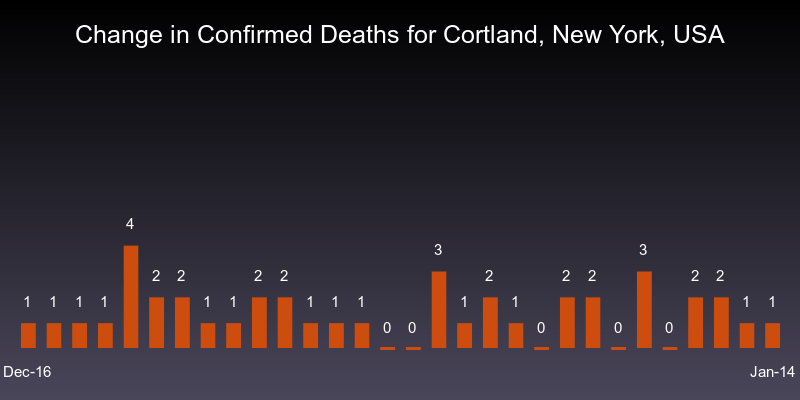 Change in Confirmed Deaths for Cortland, New York, USA
4
3 3
2 2 2 2 2 2 2 2 2
1 1 1 1 1 1 1 1 1 1 1 1 1
0 0 0 0 0
Dec-16 Jan-14